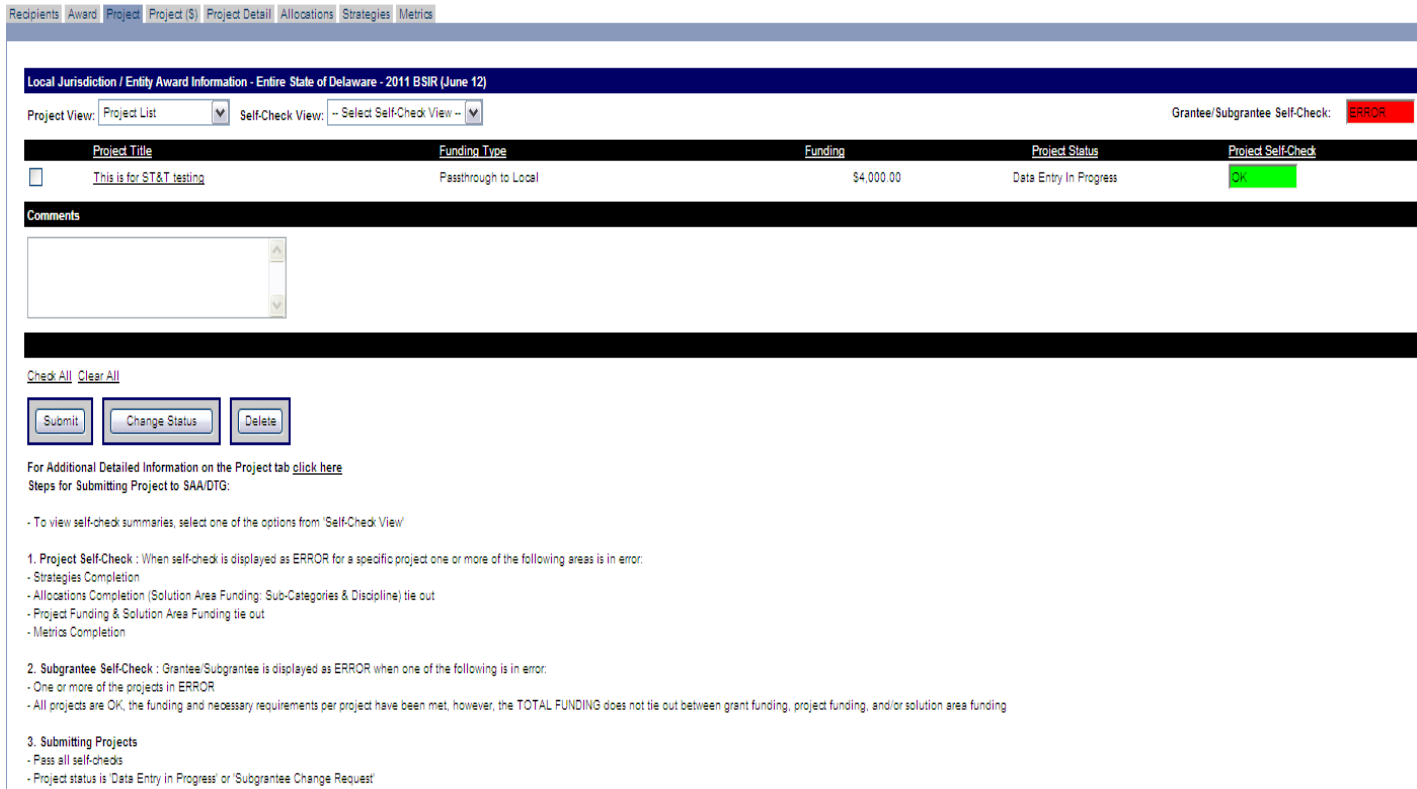 Recipients Award Project Project ($) Project Detail Allocations Strategies Metrics
Local Jurisdiction / Entity Award Information - Entire State of Delaware - 2011 BSIR (June 12)
Project View: Project List Self-Check View: -- Select Self-Check View -- Grantee/Subgrantee Self-Check: ERROR
Project Title Funding Type Funding Project Status Project Self-Check
This is for ST&T testing Passthrough to Local $4,000.00 Data Entry In Progress OK
Comments
Check All Clear All
Submit Change Status Delete
For Additional Detailed Information on the Project tab click here
Steps for Submitting Project to SAA/DTG:
- To view self-check summaries, select one of the options from 'Self-Check View'
1. Project Self-Check : When self-check is displayed as ERROR for a specific project one or more of the following areas is in error:
- Strategies Completion
- Allocations Completion (Solution Area Funding: Sub-Categories & Discipline) tie out
- Project Funding & Solution Area Funding tie out
- Metrics Completion
2. Subgrantee Self-Check : Grantee/Subgrantee is displayed as ERROR when one of the following is in error:
- One or more of the projects in ERROR
- All projects are OK, the funding and necessary requirements per project have been met, however, the TOTAL FUNDING does not tie out between grant funding, project funding, and/or solution area funding
3. Submitting Projects
- Pass all self-checks
- Project status is 'Data Entry in Progress' or 'Subgrantee Change Request'